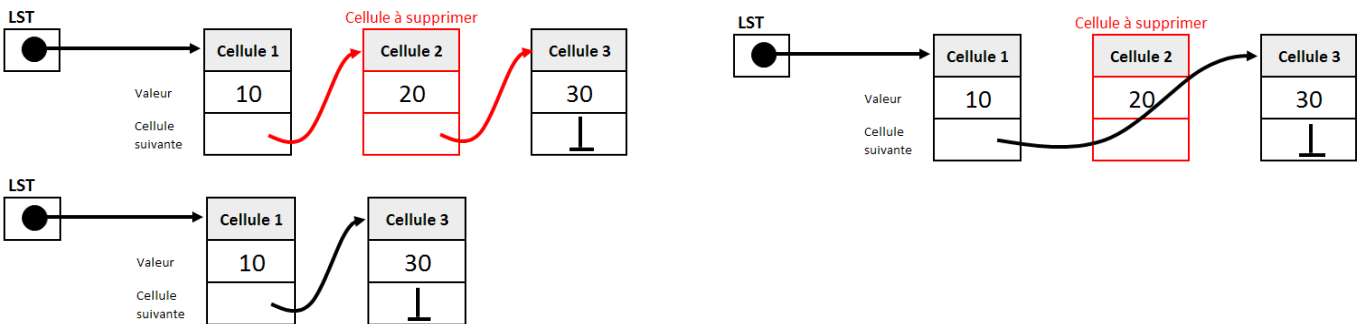 LST
Cellule à supprimer
Cellule 1
Cellule 2
Cellule 3
Valeur
10
20
30
Cellule
suivante
LST
Cellule à supprimer
Cellule 1
Cellule 2
Cellule 3
Valeur
10
20
30
Cellule
suivante
LST
Cellule 1
Cellule 3
Valeur
10
30
Cellule
suivante